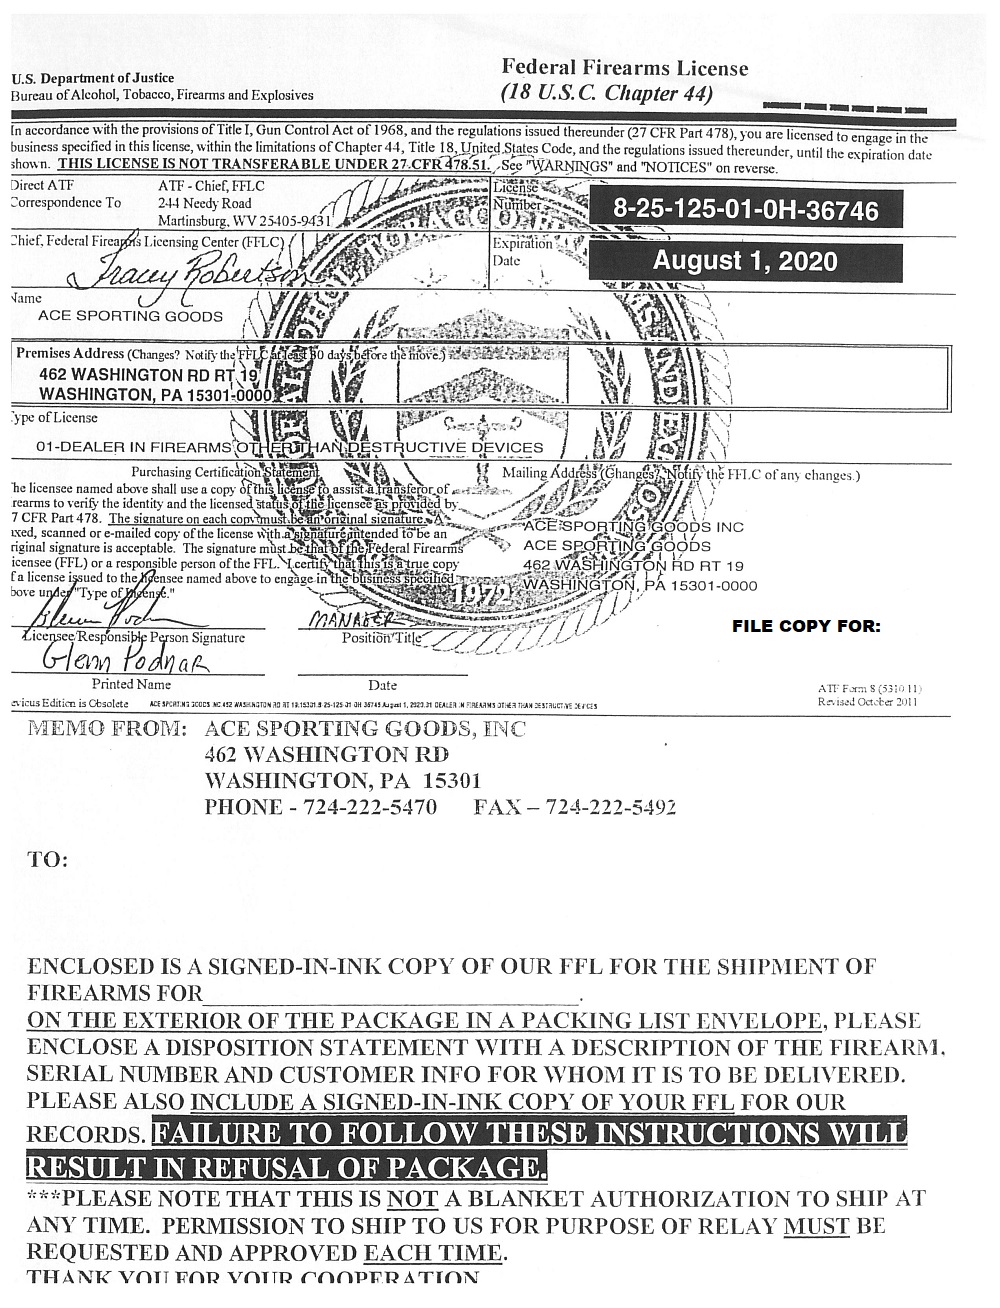 U.S. Department of Justice
Bureau of Alcohol, Tobacco, Firearms and Explosives
Federal Firearms License
(18 U.S.C. Chapter 44)
In accordance with the provisions of Title I, Gun Control Act of 1968, and the regulations issued thereunder (27 CFR Part 478), you are licensed to engage in the
business specified in this license, within the limitations of Chapter 44, Title 18, United States Code, and the regulations issued thereunder, until the expiration date
shown. THIS LICENSE IS NOT TRANSFERABLE UNDER 27 CFR 478.51. See "WARNINGS" and "NOTICES" on reverse.
Direct ATF
Correspondence To
ATF - Chief, FFLC
244 Needy Road
Martinsburg, WV 25405-9431
License
Number
8-25-125-01-0H-36746
Chief, Federal Firearms Licensing Center (FFLC)
Tracey Robertson
Expiration
Date
August 1, 2020
Name
ACE SPORTING GOODS
Premises Address (Changes? Notify the FFLC at least 30 days before the move.)
462 WASHINGTON RD RT 19
WASHINGTON, PA 15301-0000
ype of License
01-DEALER IN FIREARMS OTHER THAN DESTRUCTIVE DEVICES
Purchasing Certification Statement
he licensee named above shall use a copy of this license to assist a transferor of
rearms to verify the identity and the licensed status of the licensee as provided by
7 CFR Part 478. The signature on each copy must be an original signature. A
xed, scanned or e-mailed copy of the license with a signature intended to be an
riginal signature is acceptable. The signature must be that of the Federal Firearms
icensee (FFL) or a responsible person of the FFL. I certify that this is a true copy
f a license issued to the licensee named above to engage in the business specified
bove under "Type of License."
Mailing Address (Changes? Notify the FFLC of any changes.)
ACE SPORTING GOODS INC
ACE SPORTING GOODS
462 WASHINGTON RD RT 19
WASHINGTON, PA 15301-0000
1972
MANAGER
Licensee/Responsible Person Signature
Position/Title
FILE COPY FOR:
Glenn Podnar
Printed Name
Date
ATF Form 8 (5310.11)
Revised October 2011
evious Edition is Obsolete
ACE SPORTING GOODS INC:462 WASHINGTON RD RT 19:15301:8-25-125-01-0H-36746:August 1, 2020:01-DEALER IN FIREARMS OTHER THAN DESTRUCTIVE DEVICES
MEMO FROM: ACE SPORTING GOODS, INC
462 WASHINGTON RD
WASHINGTON, PA 15301
PHONE - 724-222-5470 FAX – 724-222-5492
TO:
ENCLOSED IS A SIGNED-IN-INK COPY OF OUR FFL FOR THE SHIPMENT OF
FIREARMS FOR______________________________.
ON THE EXTERIOR OF THE PACKAGE IN A PACKING LIST ENVELOPE, PLEASE
ENCLOSE A DISPOSITION STATEMENT WITH A DESCRIPTION OF THE FIREARM,
SERIAL NUMBER AND CUSTOMER INFO FOR WHOM IT IS TO BE DELIVERED.
PLEASE ALSO INCLUDE A SIGNED-IN-INK COPY OF YOUR FFL FOR OUR
RECORDS. FAILURE TO FOLLOW THESE INSTRUCTIONS WILL
RESULT IN REFUSAL OF PACKAGE.
***PLEASE NOTE THAT THIS IS NOT A BLANKET AUTHORIZATION TO SHIP AT
ANY TIME. PERMISSION TO SHIP TO US FOR PURPOSE OF RELAY MUST BE
REQUESTED AND APPROVED EACH TIME.
THANK YOU FOR YOUR COOPERATION